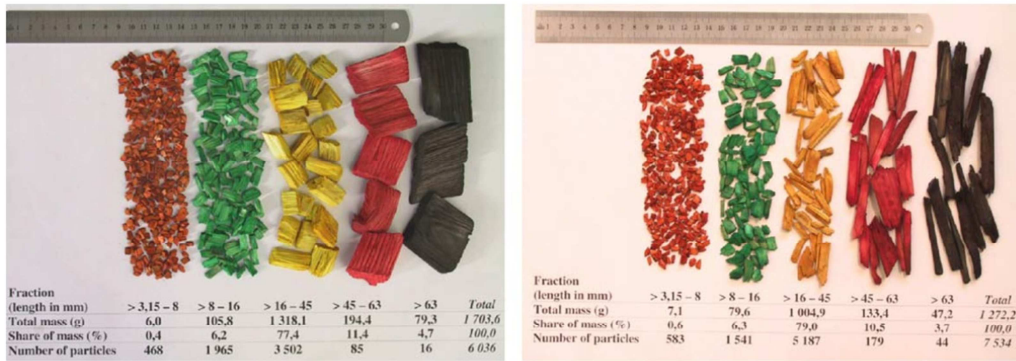 Fraction
(length in mm) > 3,15 – 8 > 8 – 16 > 16 – 45 > 45 – 63 > 63 Total
Total mass (g) 6,0 105,8 1 318,1 194,4 79,3 1 703,6
Share of mass (%) 0,4 6,2 77,4 11,4 4,7 100,0
Number of particles 468 1 965 3 502 85 16 6 036
Fraction
(length in mm) > 3,15 – 8 > 8 – 16 > 16 – 45 > 45 – 63 > 63 Total
Total mass (g) 7,1 79,6 1 004,9 133,4 47,2 1 272,2
Share of mass (%) 0,6 6,3 79,0 10,5 3,7 100,0
Number of particles 583 1 541 5 187 179 44 7 534